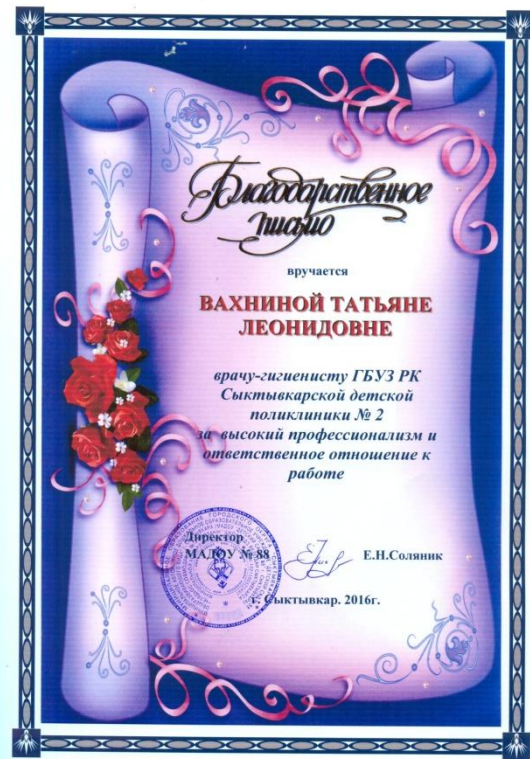 Благодарственное
письмо
вручается
ВАХНИНОЙ ТАТЬЯНЕ
ЛЕОНИДОВНЕ
врачу-гигиенисту ГБУЗ РК
Сыктывкарской детской
поликлиники № 2
за высокий профессионализм и
ответственное отношение к
работе
Директор
МАДОУ № 88 Е.Н.Соляник
г. Сыктывкар. 2016г.